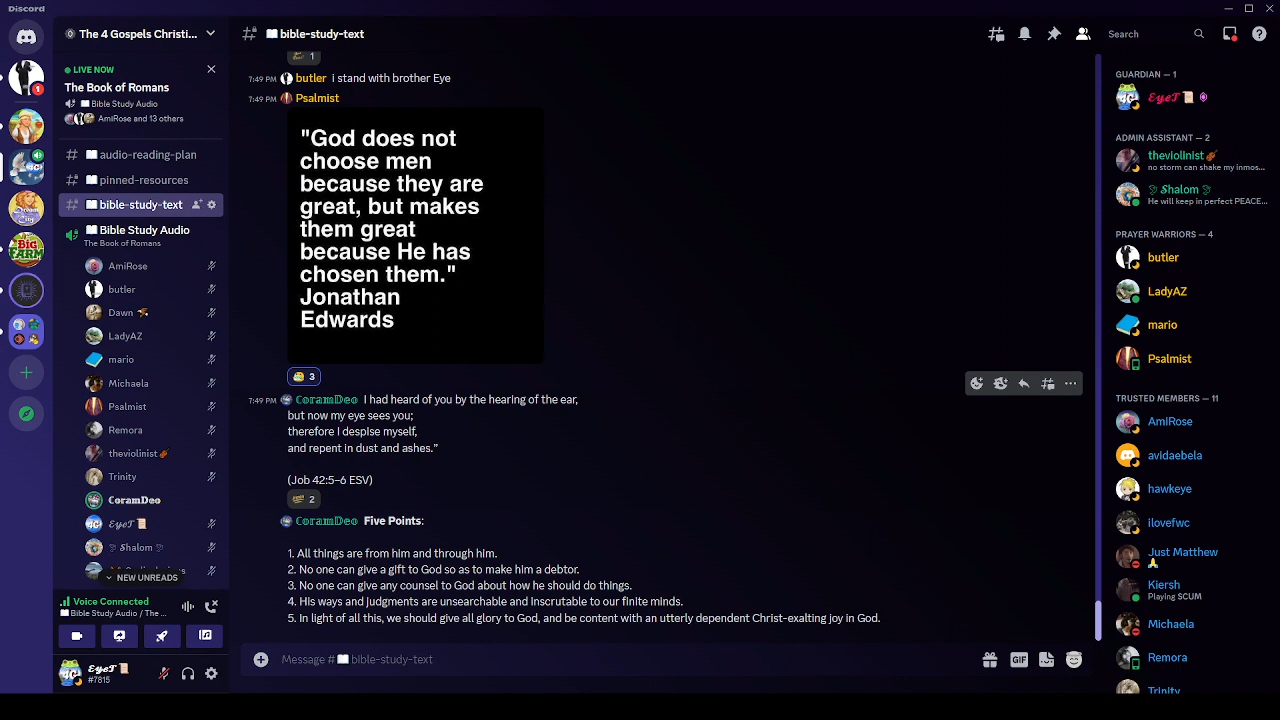 Discord
The 4 Gospels Christi...
📖bible-study-text
Search
LIVE NOW
The Book of Romans
📖Bible Study Audio
AmiRose and 13 others
📖audio-reading-plan
📖pinned-resources
📖bible-study-text
📖Bible Study Audio
The Book of Romans
AmiRose
butler
Dawn
LadyAZ
mario
Michaela
Psalmist
Remora
theviolinist🎻
Trinity
ℂ𝕠𝕣𝕒𝕞𝔻𝕖𝕠
𝓔𝔂𝓮𝓣📜
🕊 𝓢halom 🕊
NEW UNREADS
Voice Connected
📖Bible Study Audio / The ...
𝓔𝔂𝓮𝓣📜
#7815
1
1
7:49 PM butler i stand with brother Eye
7:49 PM Psalmist
"God does not
choose men
because they are
great, but makes
them great
because He has
chosen them."
Jonathan
Edwards
3
7:49 PM ℂ𝕠𝕣𝕒𝕞𝔻𝕖𝕠 I had heard of you by the hearing of the ear,
but now my eye sees you;
therefore I despise myself,
and repent in dust and ashes.”
(Job 42:5–6 ESV)
2
ℂ𝕠𝕣𝕒𝕞𝔻𝕖𝕠 Five Points:
1. All things are from him and through him.
2. No one can give a gift to God so as to make him a debtor.
3. No one can give any counsel to God about how he should do things.
4. His ways and judgments are unsearchable and inscrutable to our finite minds.
5. In light of all this, we should give all glory to God, and be content with an utterly dependent Christ-exalting joy in God.
Message #📖bible-study-text
GIF
GUARDIAN — 1
𝓔𝔂𝓮𝓣📜
ADMIN ASSISTANT — 2
theviolinist🎻
no storm can shake my inmos...
🕊 𝓢halom 🕊
He will keep in perfect PEACE...
PRAYER WARRIORS — 4
butler
LadyAZ
mario
Psalmist
TRUSTED MEMBERS — 11
AmiRose
avidaebela
hawkeye
ilovefwc
Just Matthew
🙏
Kiersh
Playing SCUM
Michaela
Remora
Trinity